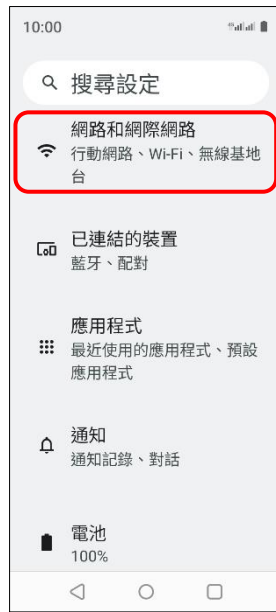 10:00
搜尋設定
網路和網際網路
行動網路、Wi-Fi、無線基地
台
已連結的裝置
藍牙、配對
應用程式
最近使用的應用程式、預設
應用程式
通知
通知記錄、對話
電池
100%